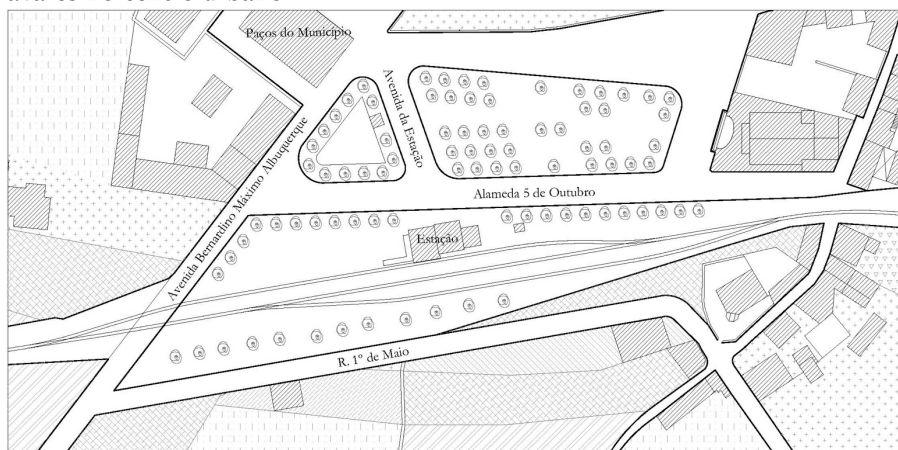 Paços do Município
Avenida da Estação
Avenida Bernardino Máximo Albuquerque
Alameda 5 de Outubro
Estação
R. 1º de Maio